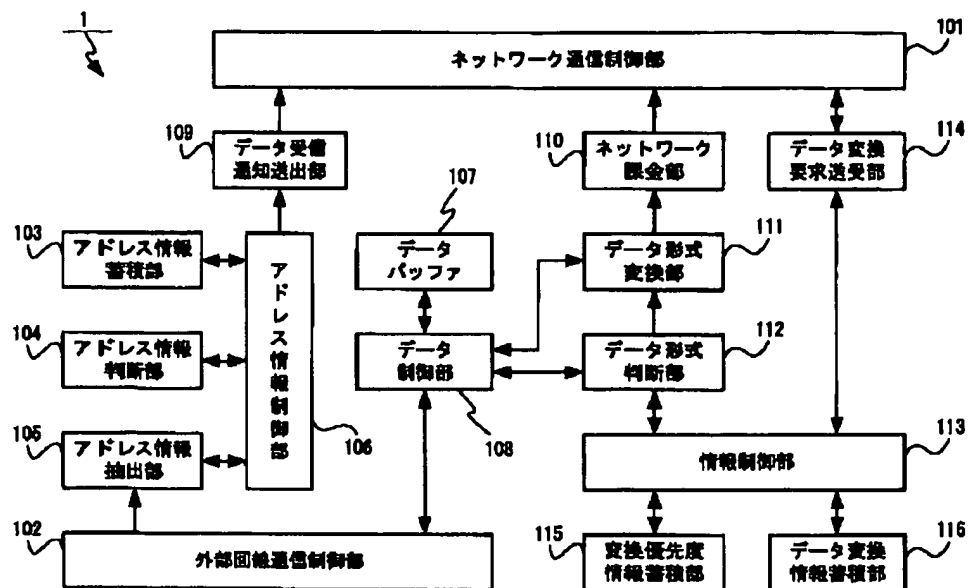 1
101
ネットワーク通信制御部
109
データ受信
通知送出部
110
ネットワーク
課金部
114
データ変換
要求送受部
107
データ
バッファ
103
アドレス情報
蓄積部
111
データ形式
変換部
104
アドレス情報
判断部
アドレス情報制御部
106
データ
制御部
108
112
データ形式
判断部
105
アドレス情報
抽出部
113
情報制御部
102
外部回線通信制御部
115
変換優先度
情報蓄積部
116
データ変換
情報蓄積部